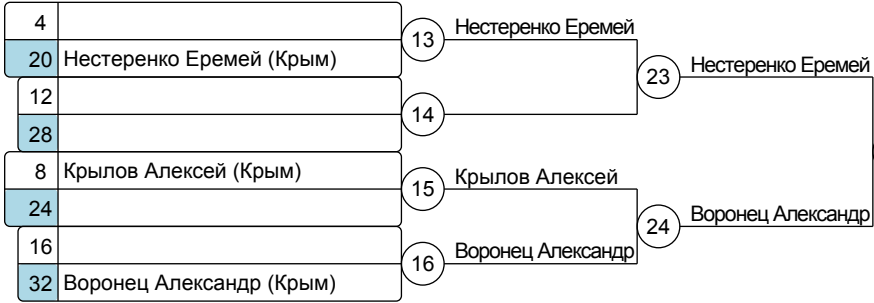 4
20 Нестеренко Еремей (Крым)
12
28
8 Крылов Алексей (Крым)
24
16
32 Воронец Александр (Крым)
13
14
15
16
Нестеренко Еремей
Крылов Алексей
Воронец Александр
23
24
Нестеренко Еремей
Воронец Александр